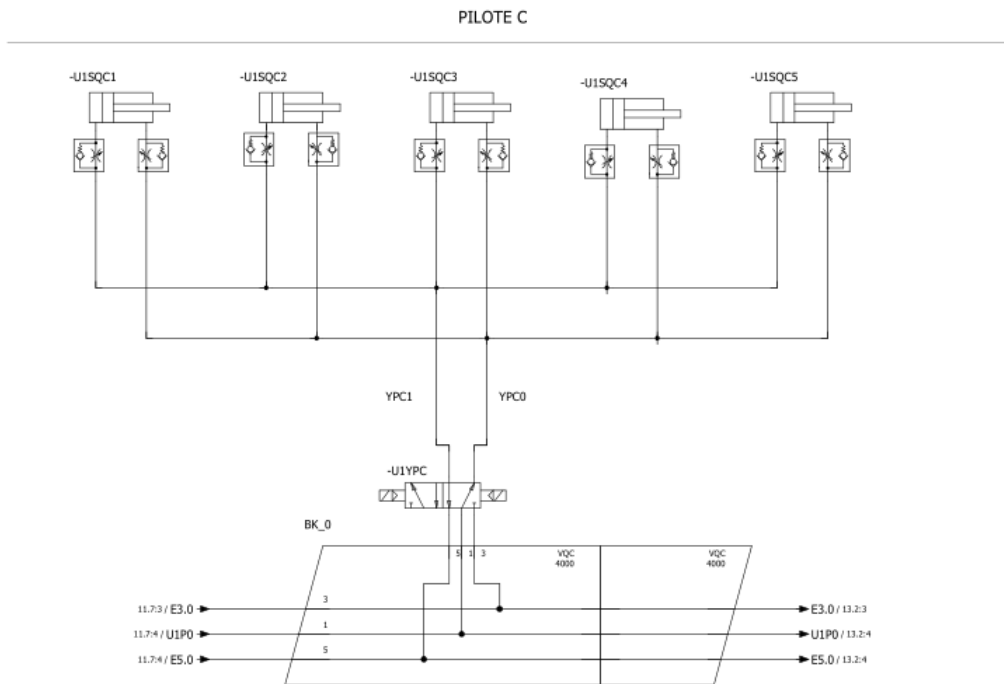 PILOTE C
-U1SQC1
-U1SQC2
-U1SQC3
-U1SQC4
-U1SQC5
YPC1
YPC0
-U1YPC
BK_0
5 1 3
VQC
4000
VQC
4000
3
11.7:3 / E3.0
E3.0 / 13.2:3
1
11.7:4 / U1P0
U1P0 / 13.2:4
5
11.7:4 / E5.0
E5.0 / 13.2:4